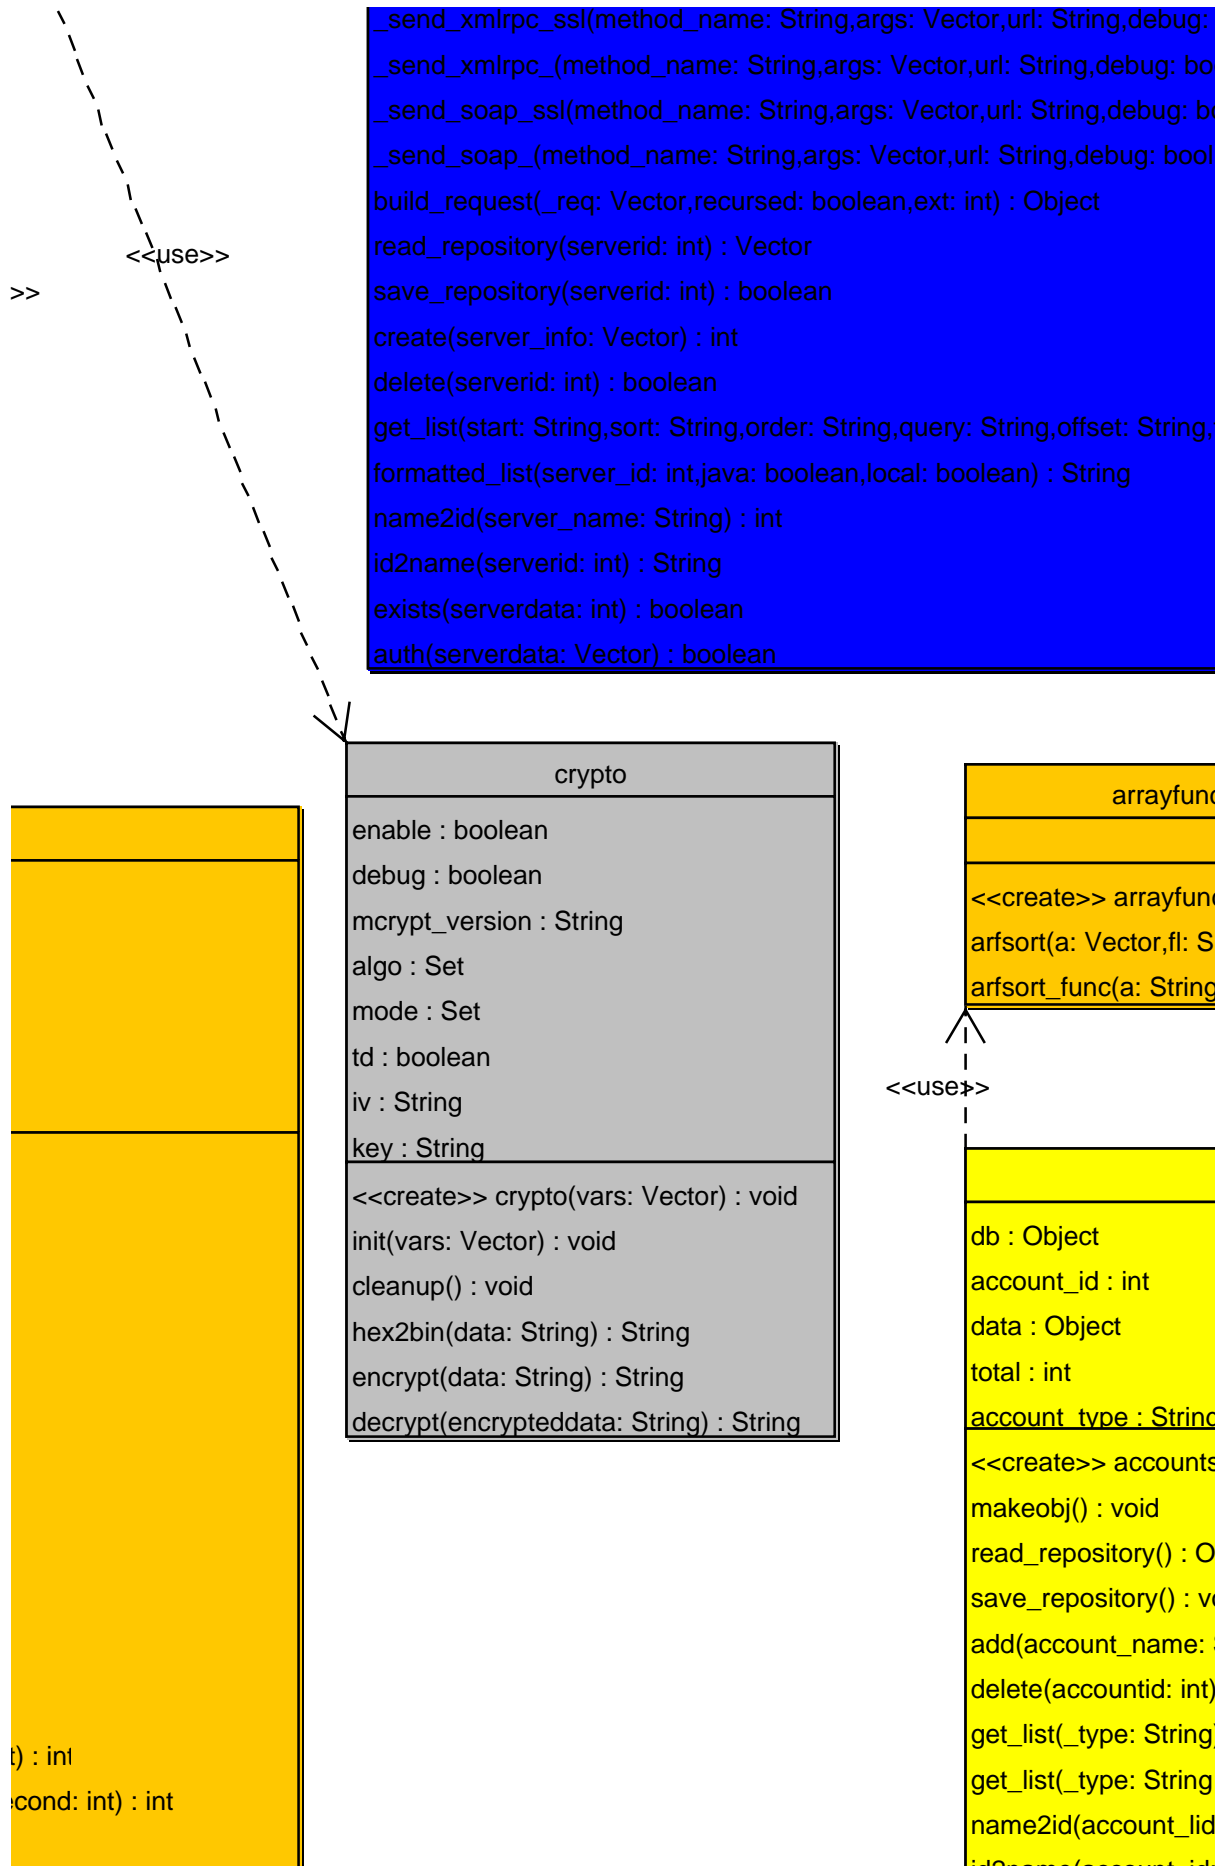 _send_xmlrpc_ssl(method_name: String,args: Vector,url: String,debug:
_send_xmlrpc_(method_name: String,args: Vector,url: String,debug:
_send_soap_ssl(method_name: String,args: Vector,url: String,debug:
_send_soap_(method_name: String,args: Vector,url: String,debug: bool
build_request(_req: Vector,recursed: boolean,ext: int) : Object
read_repository(serverid: int) : Vector
save_repository(serverid: int) : boolean
create(server_info: Vector) : int
delete(serverid: int) : boolean
get_list(start: String,sort: String,order: String,query: String,offset: String,
formatted_list(server_id: int,java: boolean,local: boolean) : String
name2id(server_name: String) : int
id2name(serverid: int) : String
exists(serverdata: int) : boolean
auth(serverdata: Vector) : boolean
<<use>>
>>
crypto
enable : boolean
debug : boolean
mcrypt_version : String
algo : Set
mode : Set
td : boolean
iv : String
key : String
<<create>> crypto(vars: Vector) : void
init(vars: Vector) : void
cleanup() : void
hex2bin(data: String) : String
encrypt(data: String) : String
decrypt(encrypteddata: String) : String
arrayfunc
<<create>> arrayfunc
arfsort(a: Vector,fl: S
arfsort_func(a: String
<<use>>
db : Object
account_id : int
data : Object
total : int
account_type : String
<<create>> accounts
makeobj() : void
read_repository() : O
save_repository() : vo
add(account_name:
delete(accountid: int)
get_list(_type: String)
get_list(_type: String
name2id(account_lid
t) : int
econd: int) : int